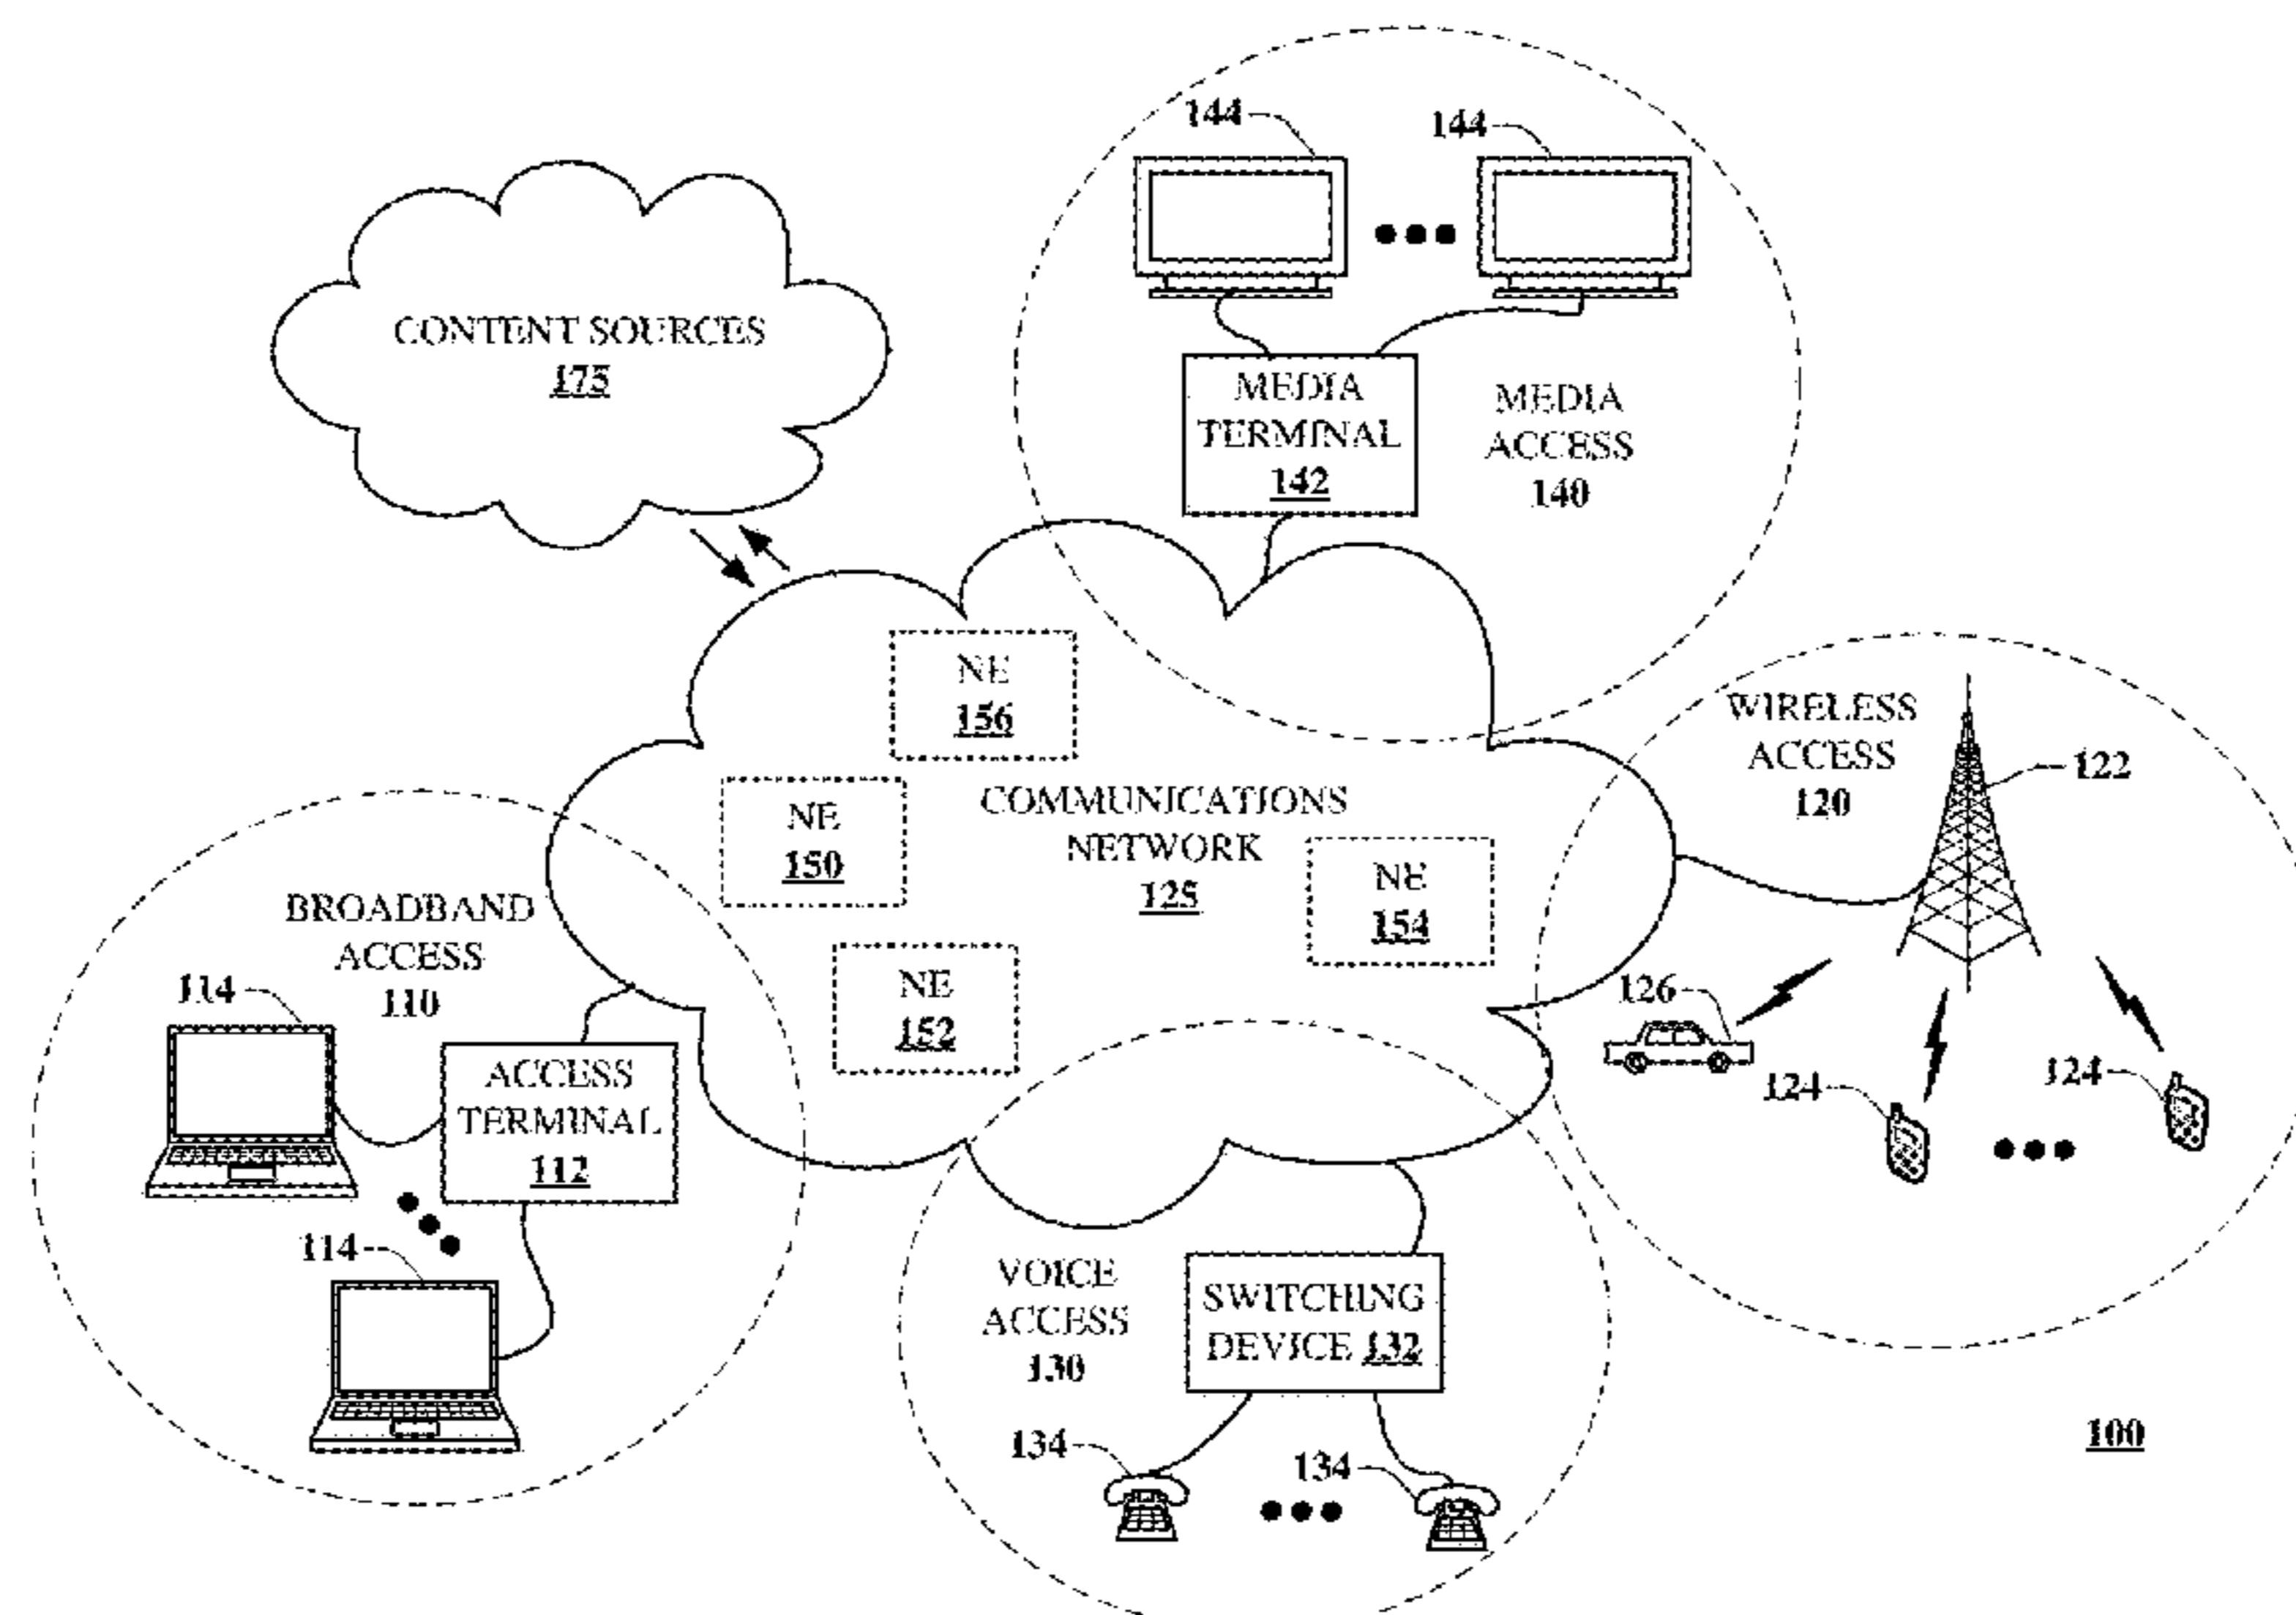 144
144
CONTENT SOURCES
175
MEDIA
TERMINAL
142
MEDIA
ACCESS
140
NE
156
WIRELESS
ACCESS
120
122
NE
150
COMMUNICATIONS
NETWORK
125
NE
154
BROADBAND
ACCESS
110
114
NE
152
126
ACCESS
TERMINAL
112
124
124
114
VOICE
ACCESS
130
SWITCHING
DEVICE 132
134
134
100